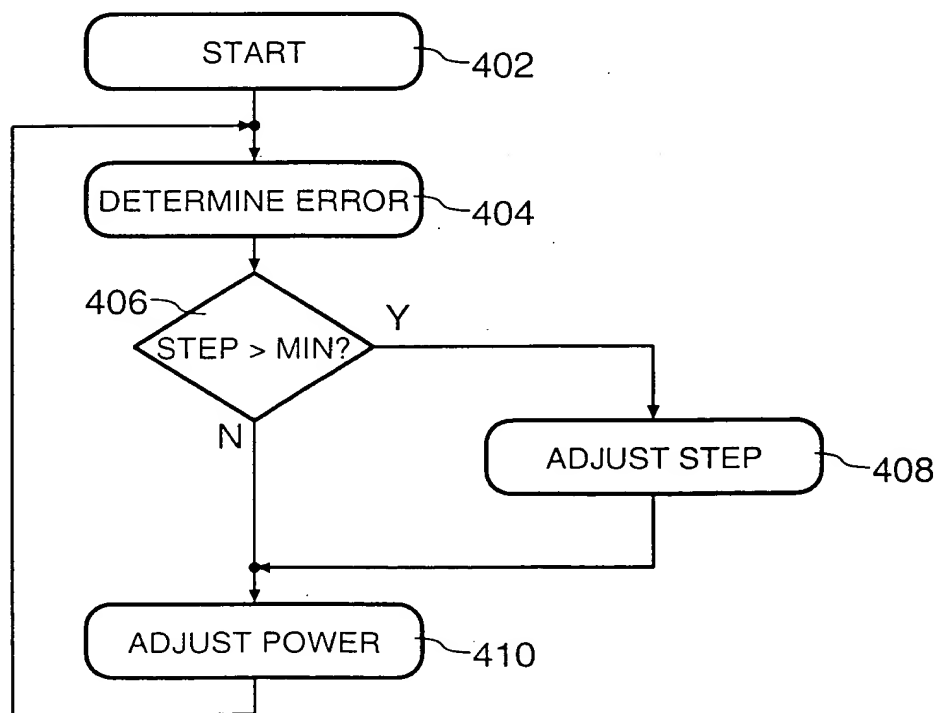 START
402
DETERMINE ERROR
404
406
STEP > MIN?
Y
N
ADJUST STEP
408
ADJUST POWER
410